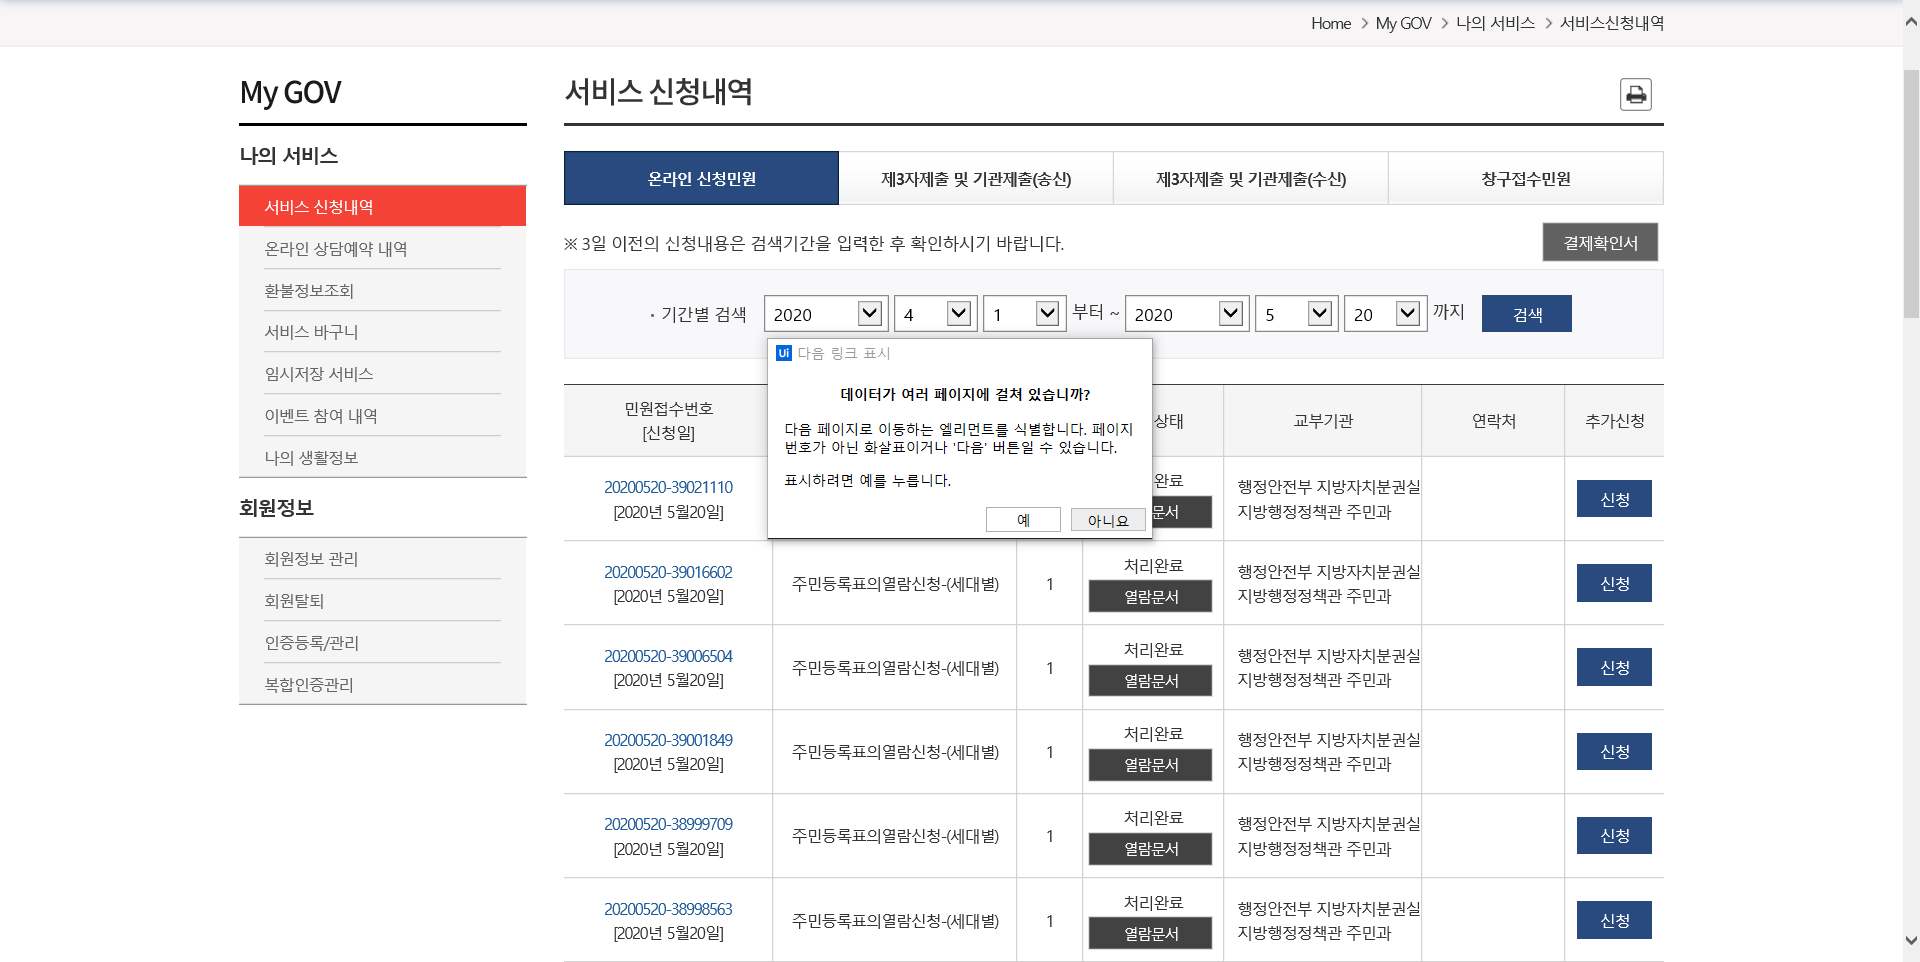 Home > My GOV > 나의 서비스 > 서비스신청내역
My GOV
나의 서비스
서비스 신청내역
온라인 상담예약 내역
환불정보조회
서비스 바구니
임시저장 서비스
이벤트 참여 내역
나의 생활정보
회원정보
회원정보 관리
회원탈퇴
인증등록/관리
복합인증관리
서비스 신청내역
온라인 신청민원 제3자제출 및 기관제출(송신) 제3자제출 및 기관제출(수신) 창구접수민원
※ 3일 이전의 신청내용은 검색기간을 입력한 후 확인하시기 바랍니다.
결제확인서
• 기간별 검색 2020 4 1 부터 ~ 2020 5 20 까지 검색
Ui 다음 링크 표시
데이터가 여러 페이지에 걸쳐 있습니까?
다음 페이지로 이동하는 엘리먼트를 식별합니다. 페이지
번호가 아닌 화살표이거나 '다음' 버튼일 수 있습니다.
표시하려면 예를 누릅니다.
예 아니요
민원접수번호
[신청일]
상태 교부기관 연락처 추가신청
20200520-39021110
[2020년 5월20일]
완료
문서
행정안전부 지방자치분권실
지방행정정책관 주민과
신청
20200520-39016602
[2020년 5월20일]
주민등록표의열람신청-(세대별) 1
처리완료
열람문서
행정안전부 지방자치분권실
지방행정정책관 주민과
신청
20200520-39006504
[2020년 5월20일]
주민등록표의열람신청-(세대별) 1
처리완료
열람문서
행정안전부 지방자치분권실
지방행정정책관 주민과
신청
20200520-39001849
[2020년 5월20일]
주민등록표의열람신청-(세대별) 1
처리완료
열람문서
행정안전부 지방자치분권실
지방행정정책관 주민과
신청
20200520-38999709
[2020년 5월20일]
주민등록표의열람신청-(세대별) 1
처리완료
열람문서
행정안전부 지방자치분권실
지방행정정책관 주민과
신청
20200520-38998563
[2020년 5월20일]
주민등록표의열람신청-(세대별) 1
처리완료
열람문서
행정안전부 지방자치분권실
지방행정정책관 주민과
신청